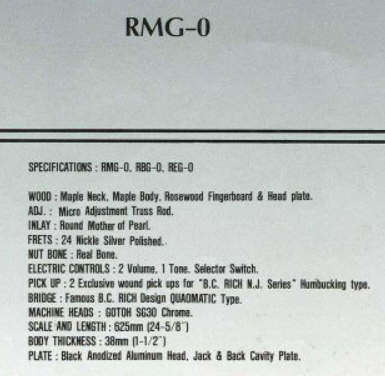 RMG-0
SPECIFICATIONS : RMG-0, RBG-0, REG-0
WOOD : Maple Neck, Maple Body, Rosewood Fingerboard & Head plate.
ADJ. : Micro Adjustment Truss Rod.
INLAY : Round Mother of Pearl.
FRETS : 24 Nickle Silver Polished.
NUT BONE : Real Bone.
ELECTRIC CONTROLS : 2 Volume, 1 Tone, Selector Switch.
PICK UP : 2 Exclusive wound pick ups for "B.C. RICH N.J. Series" Humbucking type.
BRIDGE : Famous B.C. RICH Design QUADMATIC Type.
MACHINE HEADS : GOTOH SG30 Chrome.
SCALE AND LENGTH : 625mm (24-5/8")
BODY THICKNESS : 38mm (1-1/2")
PLATE : Black Anodized Aluminum Head, Jack & Back Cavity Plate.